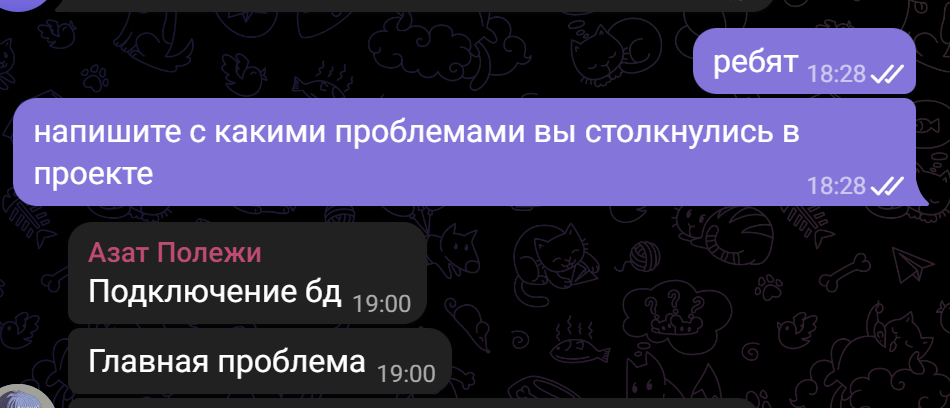 ребят 18:28
напишите с какими проблемами вы столкнулись в
проекте 18:28
Азат Полежи
Подключение бд 19:00
Главная проблема 19:00